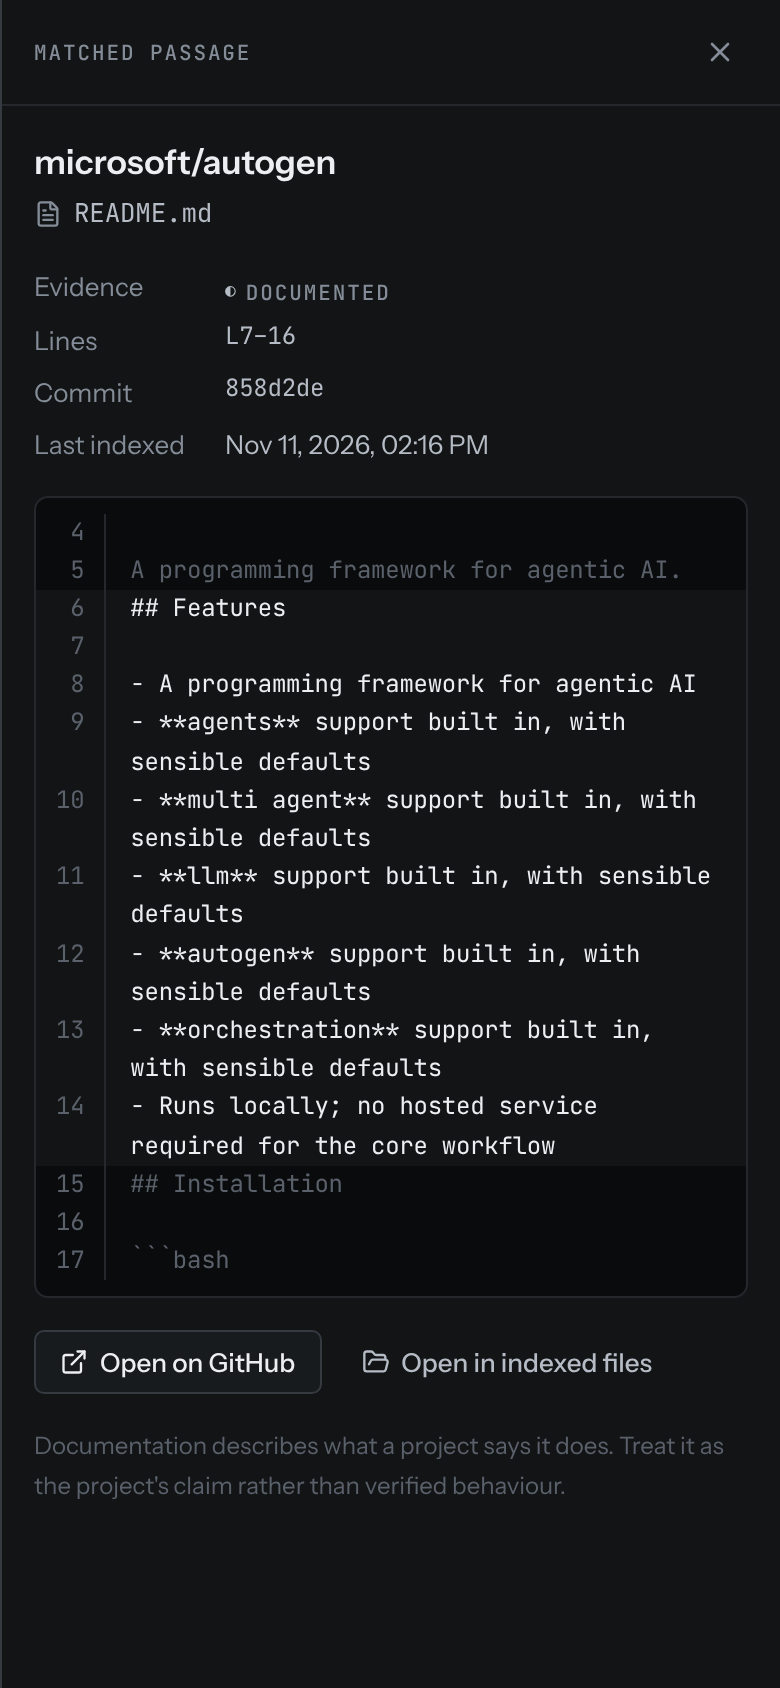 MATCHED PASSAGE
microsoft/autogen
README.md
Evidence DOCUMENTED
Lines L7–16
Commit 858d2de
Last indexed Nov 11, 2026, 02:16 PM
4
5 A programming framework for agentic AI.
6 ## Features
7
8 - A programming framework for agentic AI
9 - **agents** support built in, with
sensible defaults
10 - **multi agent** support built in, with
sensible defaults
11 - **llm** support built in, with sensible
defaults
12 - **autogen** support built in, with
sensible defaults
13 - **orchestration** support built in,
with sensible defaults
14 - Runs locally; no hosted service
required for the core workflow
15 ## Installation
16
17 ```bash
Open on GitHub Open in indexed files
Documentation describes what a project says it does. Treat it as
the project's claim rather than verified behaviour.